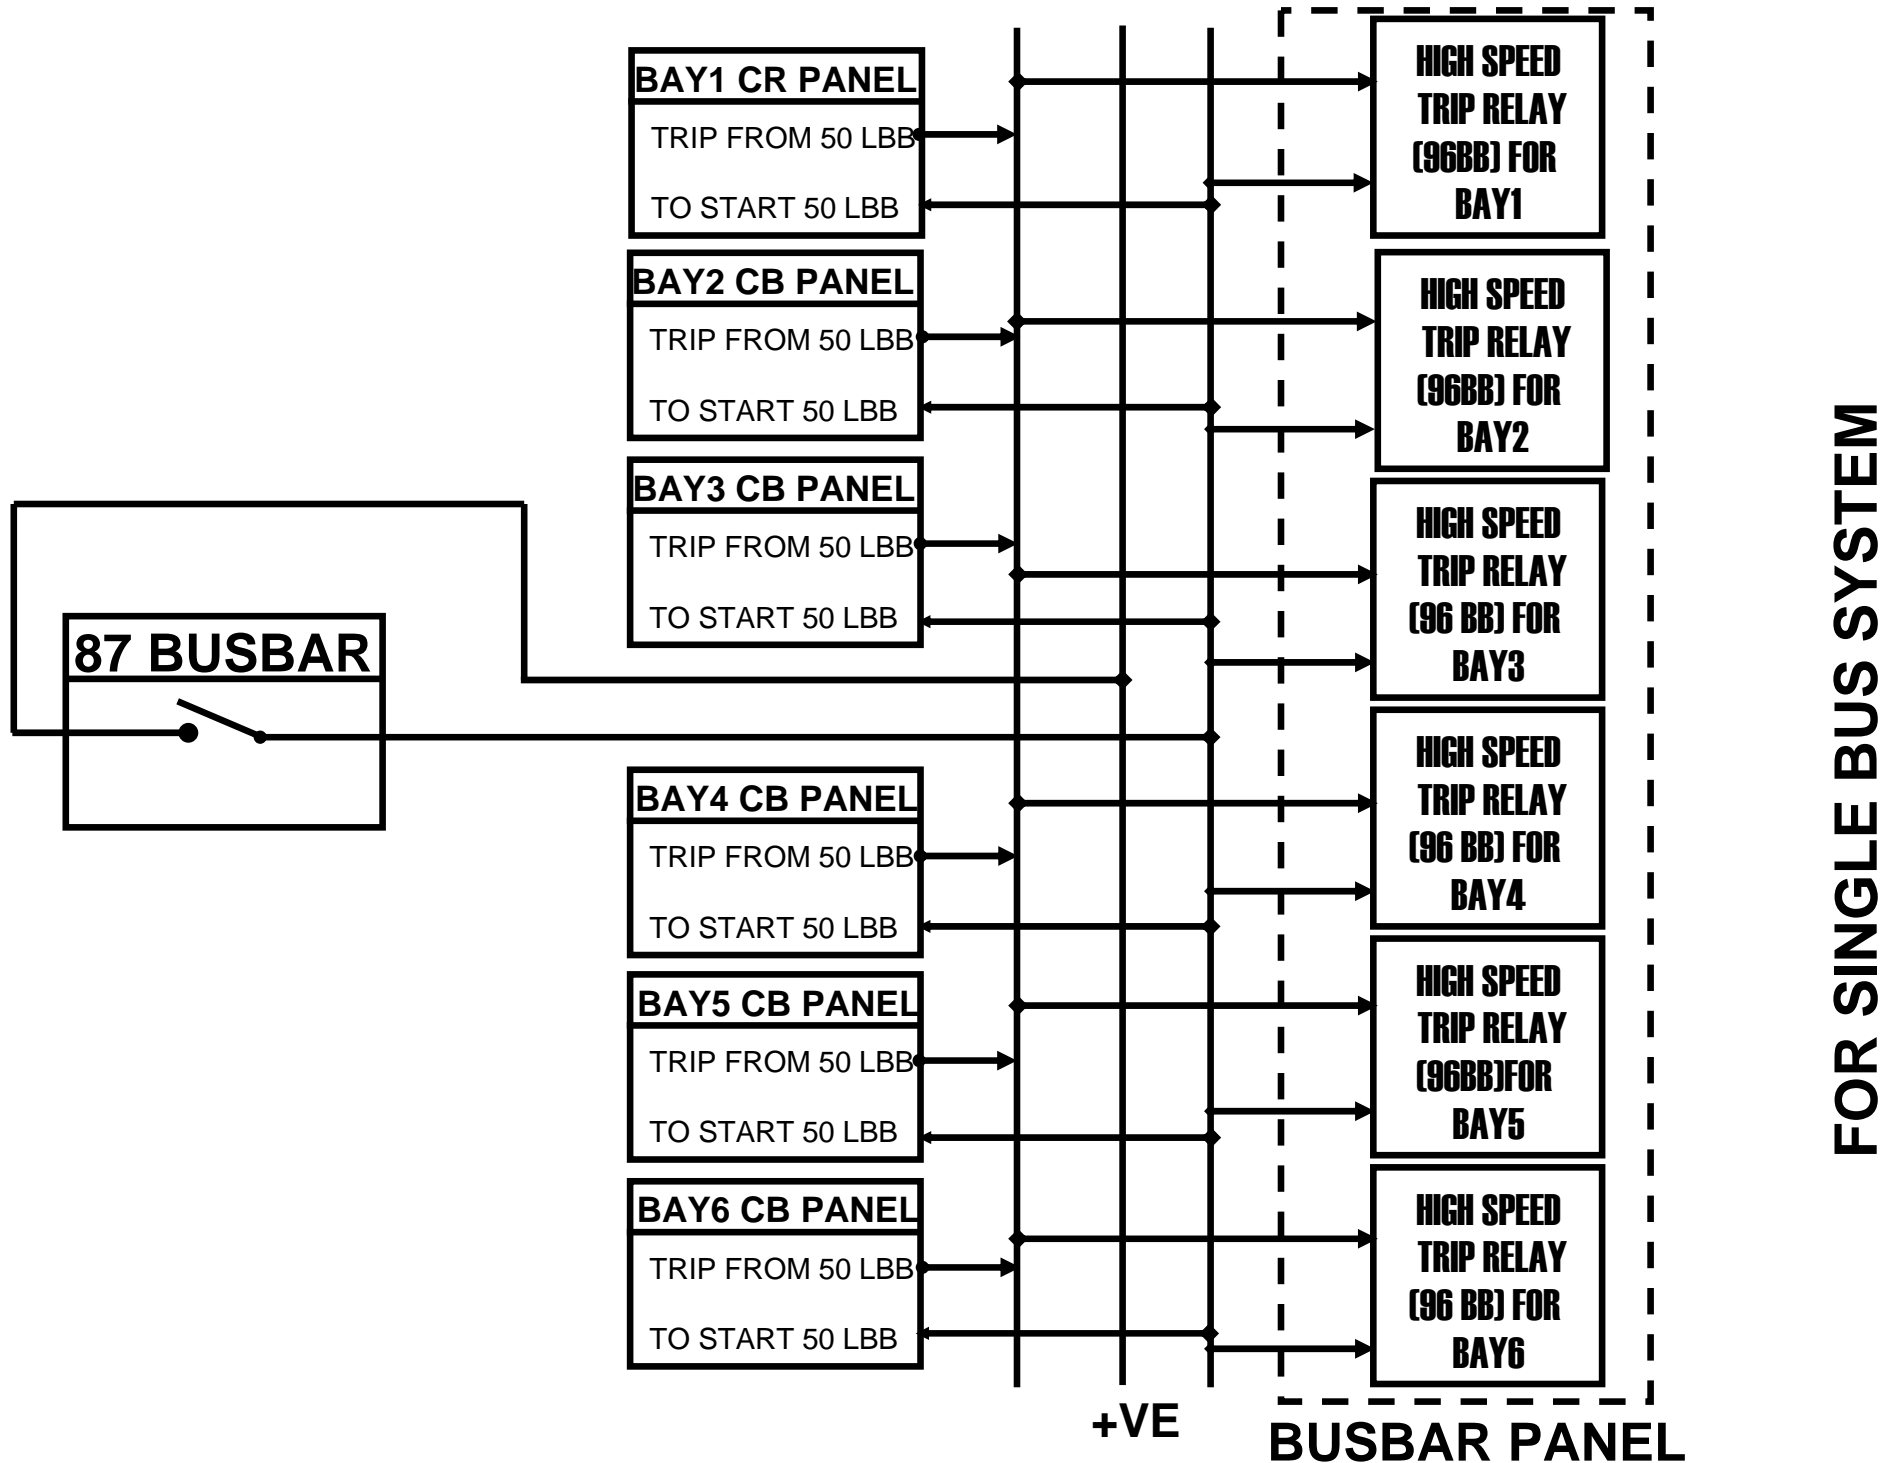 BAY1 CR PANEL
TRIP FROM 50 LBB
TO START 50 LBB
BAY2 CB PANEL
TRIP FROM 50 LBB
TO START 50 LBB
BAY3 CB PANEL
TRIP FROM 50 LBB
TO START 50 LBB
87 BUSBAR
BAY4 CB PANEL
TRIP FROM 50 LBB
TO START 50 LBB
BAY5 CB PANEL
TRIP FROM 50 LBB
TO START 50 LBB
BAY6 CB PANEL
TRIP FROM 50 LBB
TO START 50 LBB
+VE
HIGH SPEED
TRIP RELAY
(96BB) FOR
BAY1
HIGH SPEED
TRIP RELAY
(96BB) FOR
BAY2
HIGH SPEED
TRIP RELAY
(96 BB) FOR
BAY3
HIGH SPEED
TRIP RELAY
(96 BB) FOR
BAY4
HIGH SPEED
TRIP RELAY
(96BB)FOR
BAY5
HIGH SPEED
TRIP RELAY
(96 BB) FOR
BAY6
BUSBAR PANEL
FOR SINGLE BUS SYSTEM